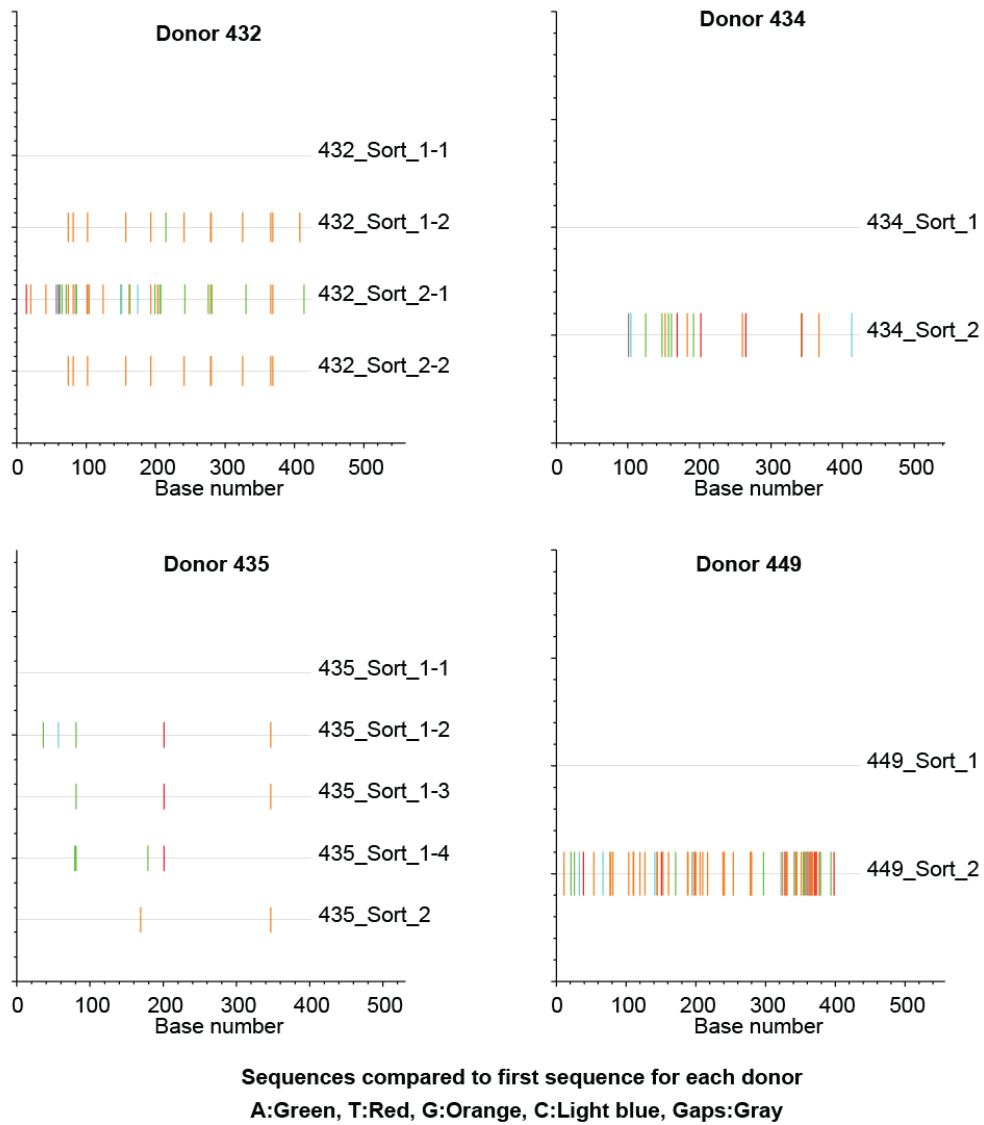 Donor 432
432_Sort_1-1
432_Sort_1-2
432_Sort_2-1
432_Sort_2-2
0 100 200 300 400 500
Base number
Donor 434
434_Sort_1
434_Sort_2
0 100 200 300 400 500
Base number
Donor 435
435_Sort_1-1
435_Sort_1-2
435_Sort_1-3
435_Sort_1-4
435_Sort_2
0 100 200 300 400 500
Base number
Donor 449
449_Sort_1
449_Sort_2
0 100 200 300 400 500
Base number
Sequences compared to first sequence for each donor
A:Green, T:Red, G:Orange, C:Light blue, Gaps:Gray